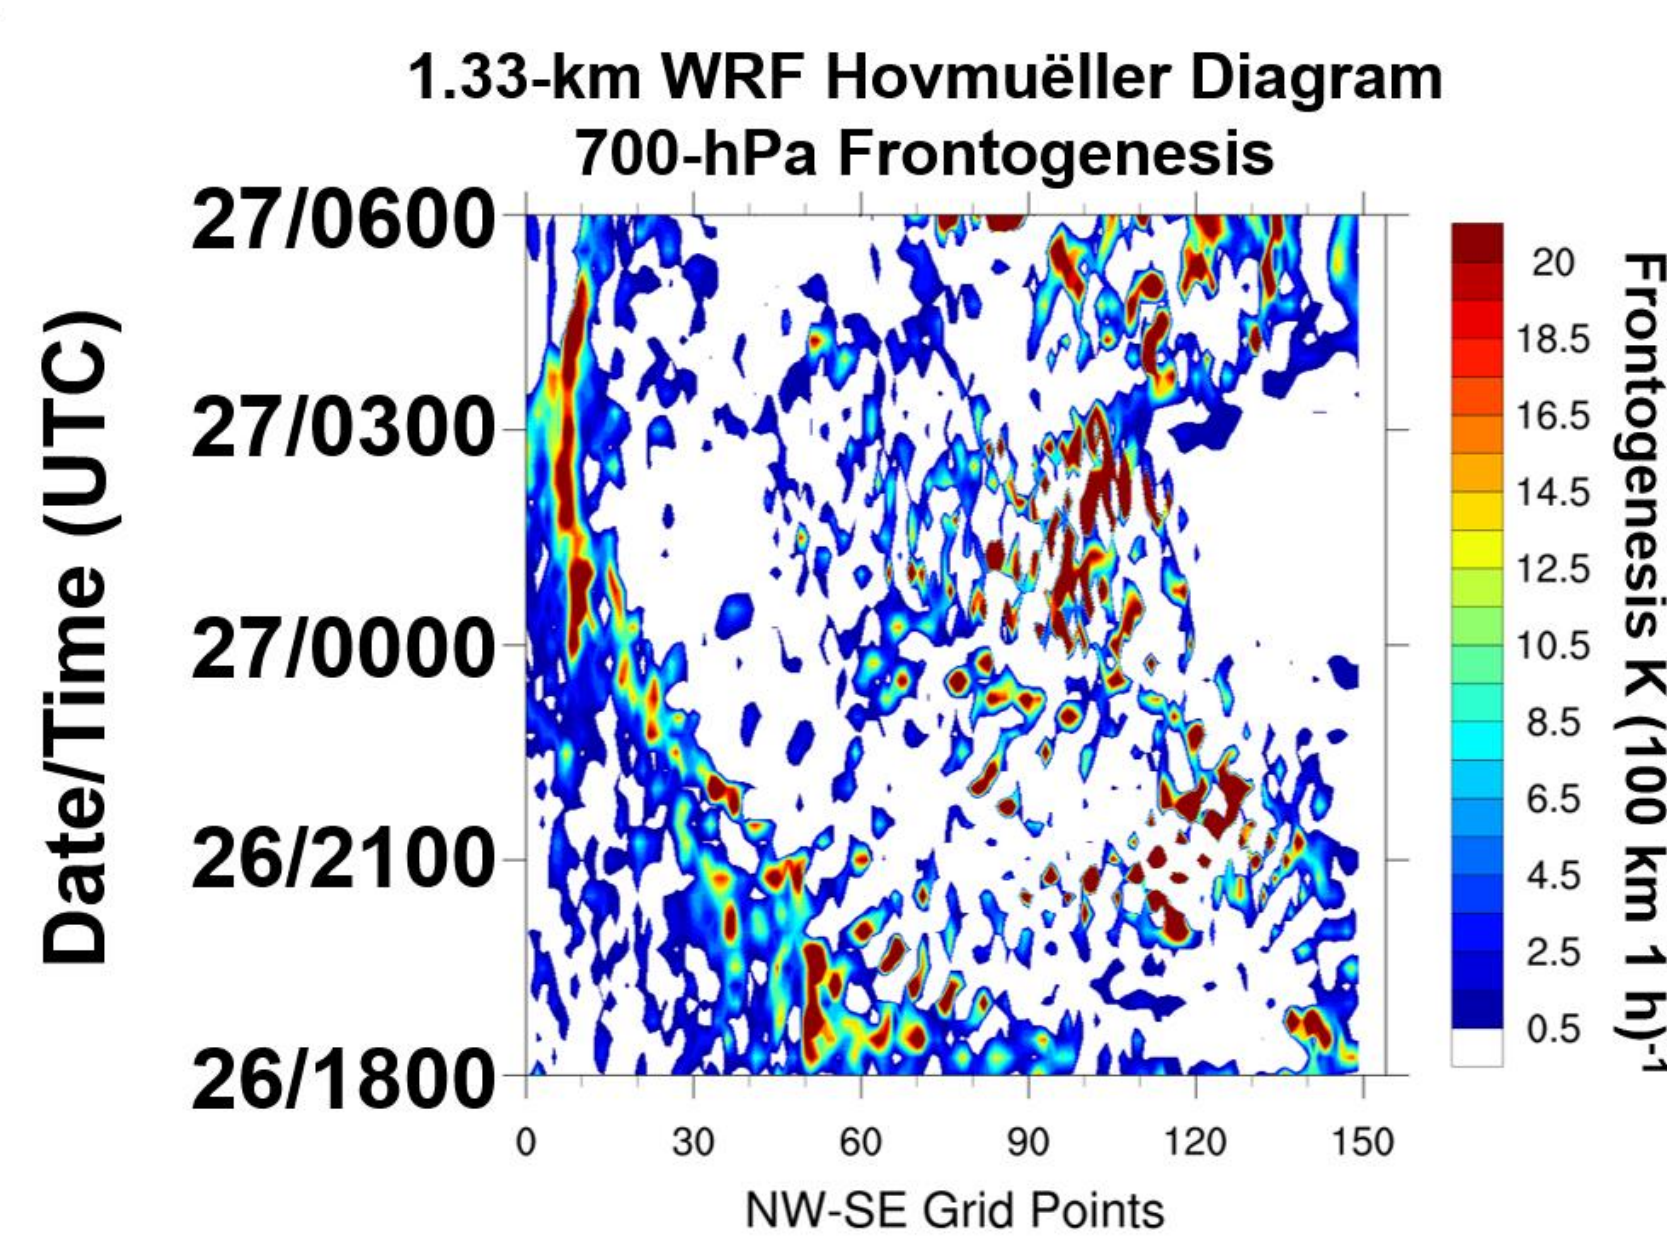 1.33-km WRF Hovmuëller Diagram
700-hPa Frontogenesis
Date/Time (UTC)
27/0600
27/0300
27/0000
26/2100
26/1800
0 30 60 90 120 150
NW-SE Grid Points
20
18.5
16.5
14.5
12.5
10.5
8.5
6.5
4.5
2.5
0.5
Frontogenesis K (100 km 1 h)-1